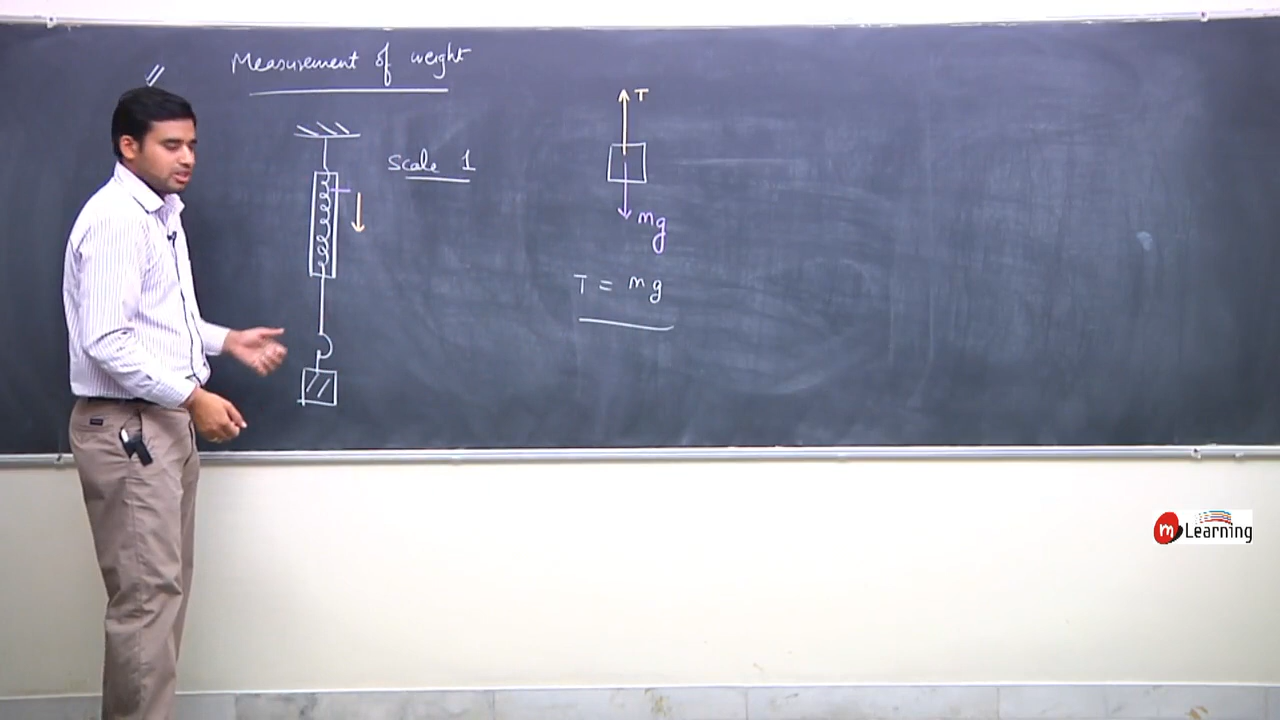 Measurement of weight
Scale 1
T
mg
T = mg
m Learning